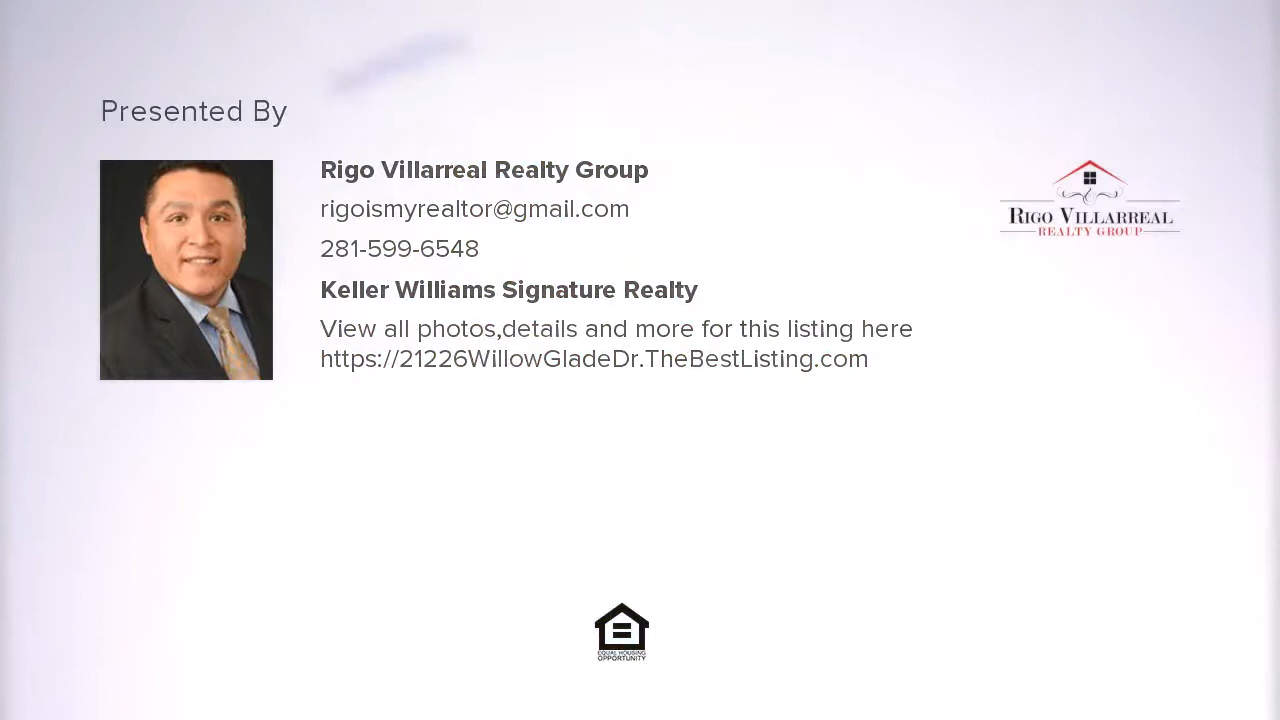 Presented By
Rigo Villarreal Realty Group
rigoismyrealtor@gmail.com
281-599-6548
Keller Williams Signature Realty
View all photos,details and more for this listing here
https://21226WillowGladeDr.TheBestListing.com
RIGO VILLARREAL
REALTY GROUP
EQUAL HOUSING
OPPORTUNITY